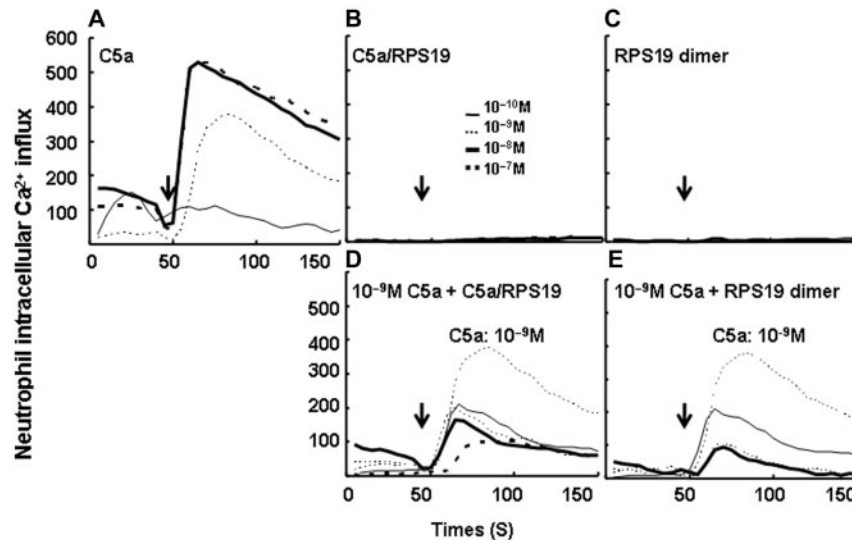 A
B
C
C5a
C5a/RPS19
RPS19 dimer
Neutrophil intracellular Ca²⁺ influx
600
500
400
300
200
100
0
50
100
150
10⁻¹⁰M
10⁻⁹M
10⁻⁸M
10⁻⁷M
D
E
10⁻⁹M C5a + C5a/RPS19
10⁻⁹M C5a + RPS19 dimer
500
400
300
200
100
C5a: 10⁻⁹M
C5a: 10⁻⁹M
0
50
100
150
0
50
100
150
Times (S)